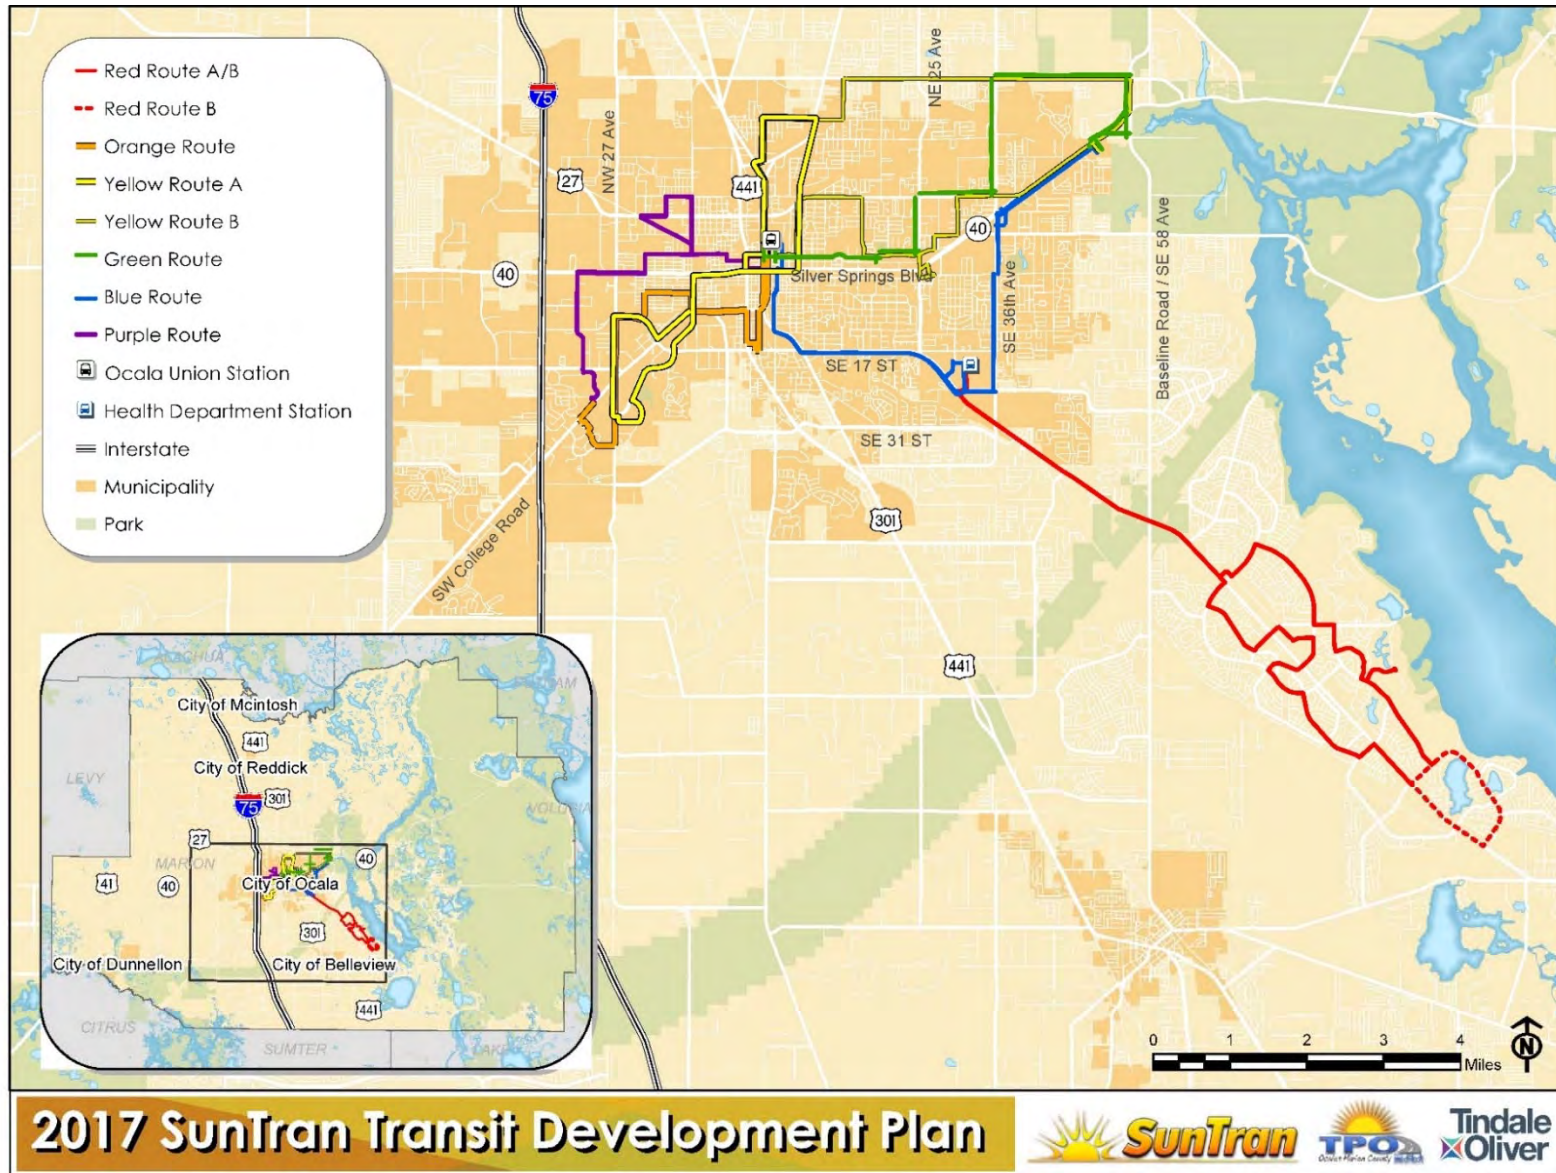 Red Route A/B
Red Route B
Orange Route
Yellow Route A
Yellow Route B
Green Route
Blue Route
Purple Route
Ocala Union Station
Health Department Station
Interstate
Municipality
Park
75
27
NW 27 Ave
441
NE 25 Ave
40
40
Silver Springs Blvd
SE 36th Ave
Baseline Road / SE 58 Ave
SE 17 ST
SE 31 ST
301
SW College Road
441
City of Mcintosh
441
City of Reddick
LEVY
75
301
VOLUSIA
27
MARION
40
41
40
City of Ocala
301
City of Dunnellon
City of Belleview
441
CITRUS
SUMTER
0
1
2
3
4
Miles
N
2017 SunTran Transit Development Plan
SunTran
TPO
Tindale
Oliver